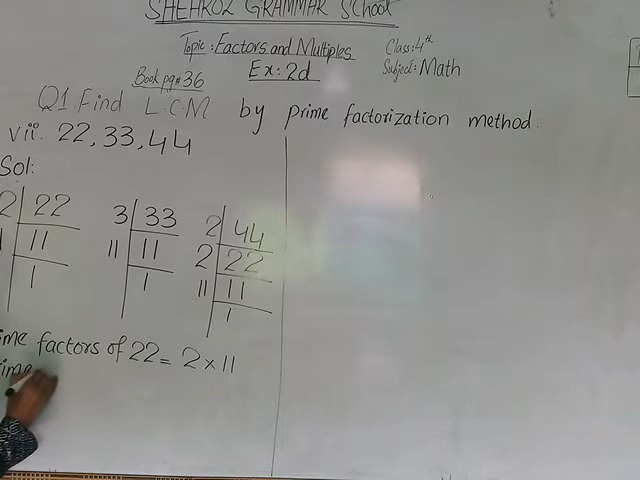 SHEHROZ GRAMMAR School
Topic: Factors and Multiples
Class: 4th
Book pg# 36
Ex: 2d
Subject: Math
Q1. Find L.C.M by prime factorization method.
vii. 22, 33, 44
Sol:
2 22
11
1
3 33
11 11
1
2 44
2 22
11 11
1
factors of 22 = 2 × 11